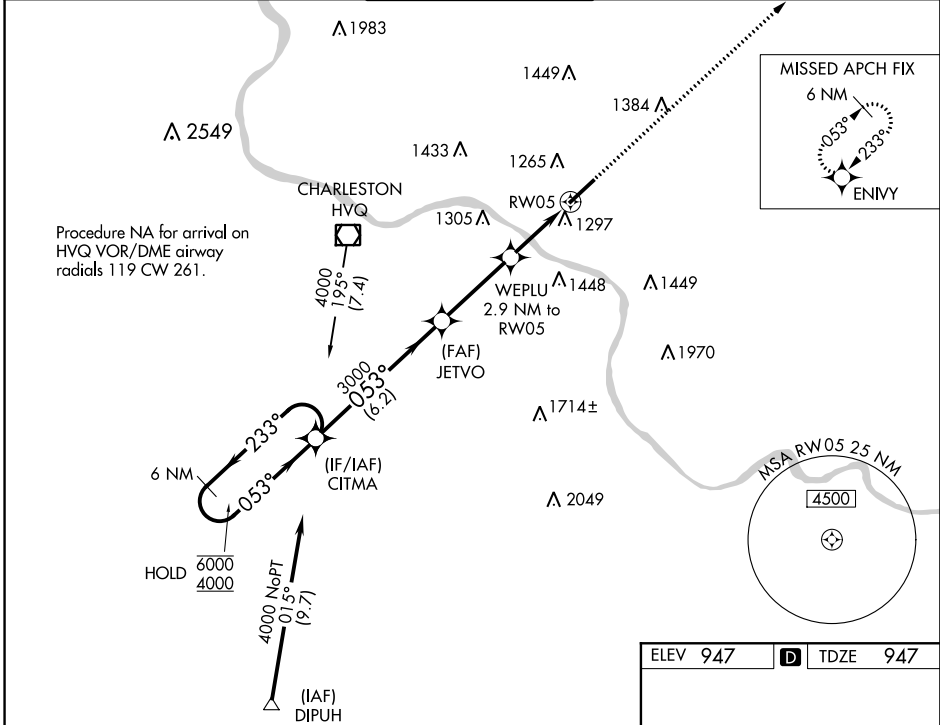 1983
1449
1384
2549
1433
1265
MISSED APCH FIX
6 NM
053°
233°
ENIVY
CHARLESTON
HVQ
RW05
1305
1297
Procedure NA for arrival on
HVQ VOR/DME airway
radials 119 CW 261.
4000
195°
(7.4)
WEPLU
2.9 NM to
RW05
1448
1449
(FAF)
JETVO
1970
3000
053°
(6.2)
1714±
233°
6 NM
053°
(IF/IAF)
CITMA
MSA RW05 25 NM
4500
2049
HOLD
6000
4000
4000 NoPT
015°
(9.7)
(IAF)
DIPUH
ELEV 947 D TDZE 947